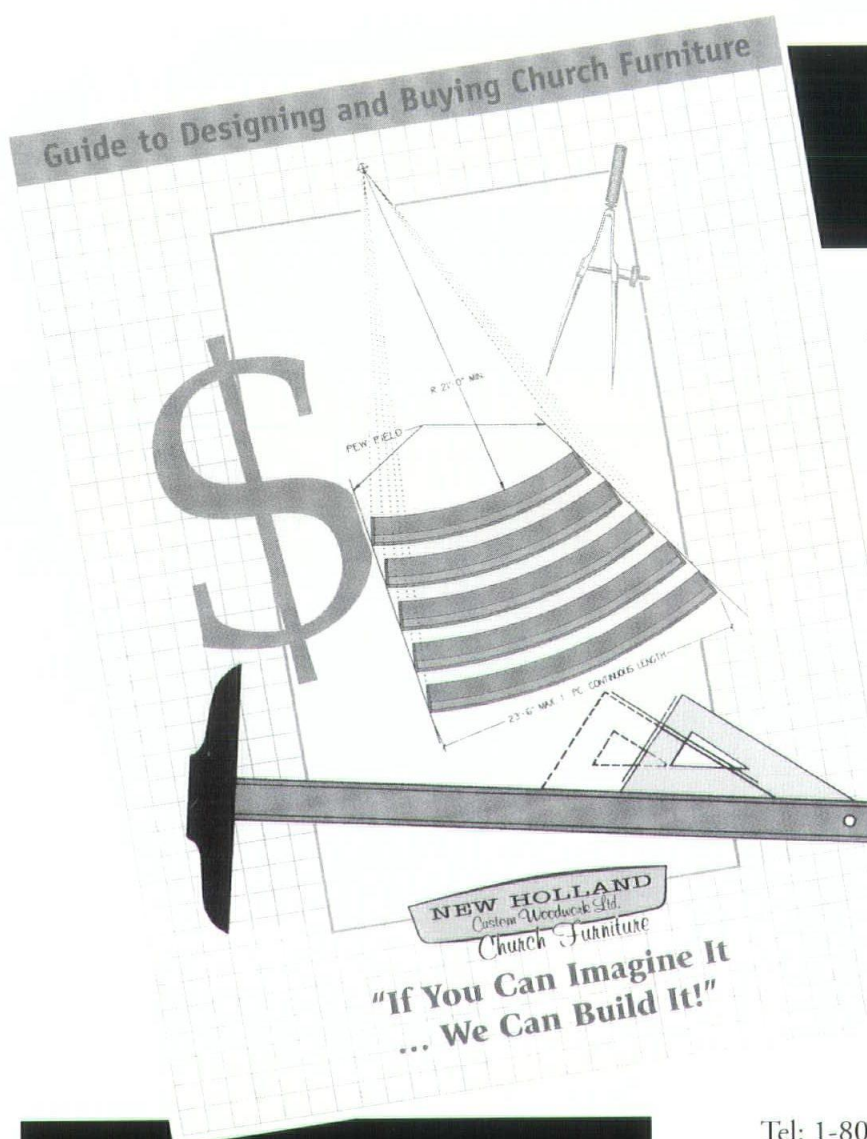 Guide to Designing and Buying Church Furniture
R 21'-0" MIN.
PEW FIELD
23'-6" MAX 1 PC CONTINUOUS LENGTH
NEW HOLLAND
Custom Woodwork Ltd.
Church Furniture
"If You Can Imagine It
... We Can Build It!"
Tel: 1-80